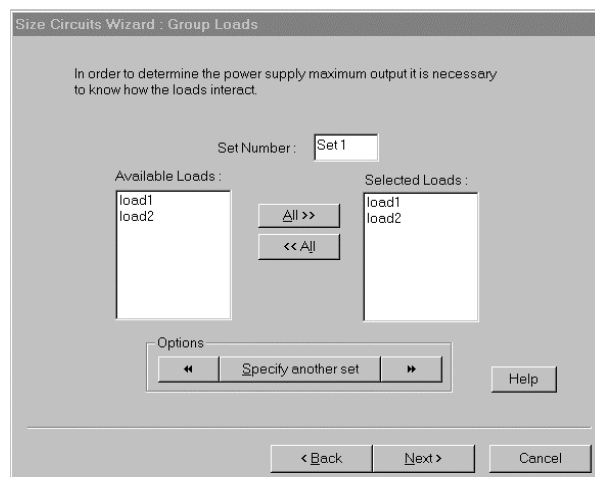 Size Circuits Wizard : Group Loads
In order to determine the power supply maximum output it is necessary
to know how the loads interact.
Set Number : Set 1
Available Loads :
load1
load2
All >>
<< All
Selected Loads :
load1
load2
Options
Specify another set
Help
< Back
Next >
Cancel